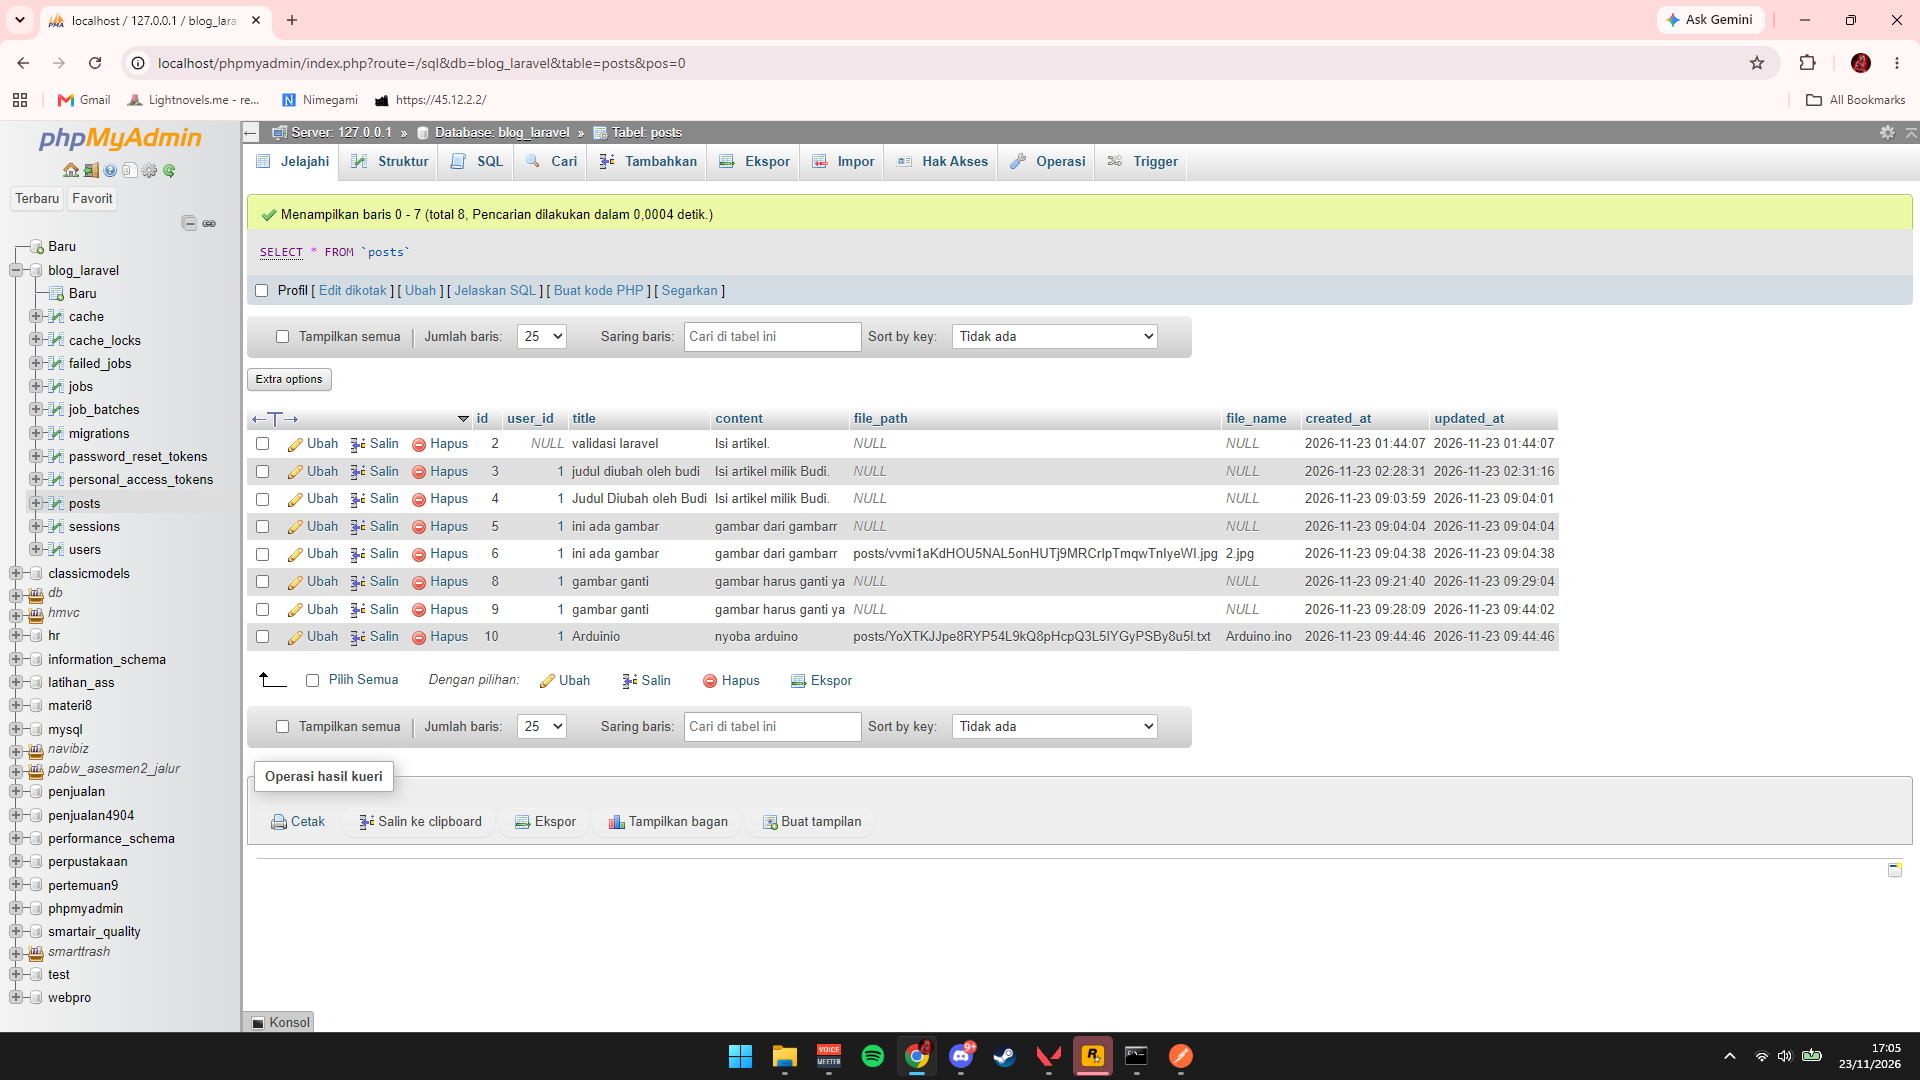 localhost / 127.0.0.1 / blog_lara
Ask Gemini
localhost/phpmyadmin/index.php?route=/sql&db=blog_laravel&table=posts&pos=0
Gmail
Lightnovels.me - re...
Nimegami
https://45.12.2.2/
All Bookmarks
phpMyAdmin
Terbaru Favorit
Baru
blog_laravel
Baru
cache
cache_locks
failed_jobs
jobs
job_batches
migrations
password_reset_tokens
personal_access_tokens
posts
sessions
users
classicmodels
db
hmvc
hr
information_schema
latihan_ass
materi8
mysql
navibiz
pabw_asesmen2_jalur
penjualan
penjualan4904
performance_schema
perpustakaan
pertemuan9
phpmyadmin
smartair_quality
smarttrash
test
webpro
Server: 127.0.0.1 » Database: blog_laravel » Tabel: posts
Jelajahi Struktur SQL Cari Tambahkan Ekspor Impor Hak Akses Operasi Trigger
Menampilkan baris 0 - 7 (total 8, Pencarian dilakukan dalam 0,0004 detik.)
SELECT * FROM `posts`
Profil [ Edit dikotak ] [ Ubah ] [ Jelaskan SQL ] [ Buat kode PHP ] [ Segarkan ]
Tampilkan semua Jumlah baris: 25 Saring baris: Cari di tabel ini Sort by key: Tidak ada
Extra options
id user_id title content file_path file_name created_at updated_at
Ubah Salin Hapus 2 NULL validasi laravel Isi artikel. NULL NULL 2026-11-23 01:44:07 2026-11-23 01:44:07
Ubah Salin Hapus 3 1 judul diubah oleh budi Isi artikel milik Budi. NULL NULL 2026-11-23 02:28:31 2026-11-23 02:31:16
Ubah Salin Hapus 4 1 Judul Diubah oleh Budi Isi artikel milik Budi. NULL NULL 2026-11-23 09:03:59 2026-11-23 09:04:01
Ubah Salin Hapus 5 1 ini ada gambar gambar dari gambarr NULL NULL 2026-11-23 09:04:04 2026-11-23 09:04:04
Ubah Salin Hapus 6 1 ini ada gambar gambar dari gambarr posts/vvmi1aKdHOU5NAL5onHUTj9MRCrlpTmqwTnlyeWI.jpg 2.jpg 2026-11-23 09:04:38 2026-11-23 09:04:38
Ubah Salin Hapus 8 1 gambar ganti gambar harus ganti ya NULL NULL 2026-11-23 09:21:40 2026-11-23 09:29:04
Ubah Salin Hapus 9 1 gambar ganti gambar harus ganti ya NULL NULL 2026-11-23 09:28:09 2026-11-23 09:44:02
Ubah Salin Hapus 10 1 Arduinio nyoba arduino posts/YoXTKJJpe8RYP54L9kQ8pHcpQ3L5IYGyPSBy8u5l.txt Arduino.ino 2026-11-23 09:44:46 2026-11-23 09:44:46
Pilih Semua Dengan pilihan: Ubah Salin Hapus Ekspor
Tampilkan semua Jumlah baris: 25 Saring baris: Cari di tabel ini Sort by key: Tidak ada
Operasi hasil kueri
Cetak Salin ke clipboard Ekspor Tampilkan bagan Buat tampilan
Konsol
VOICE
MEETER
9+
17:05
23/11/2026